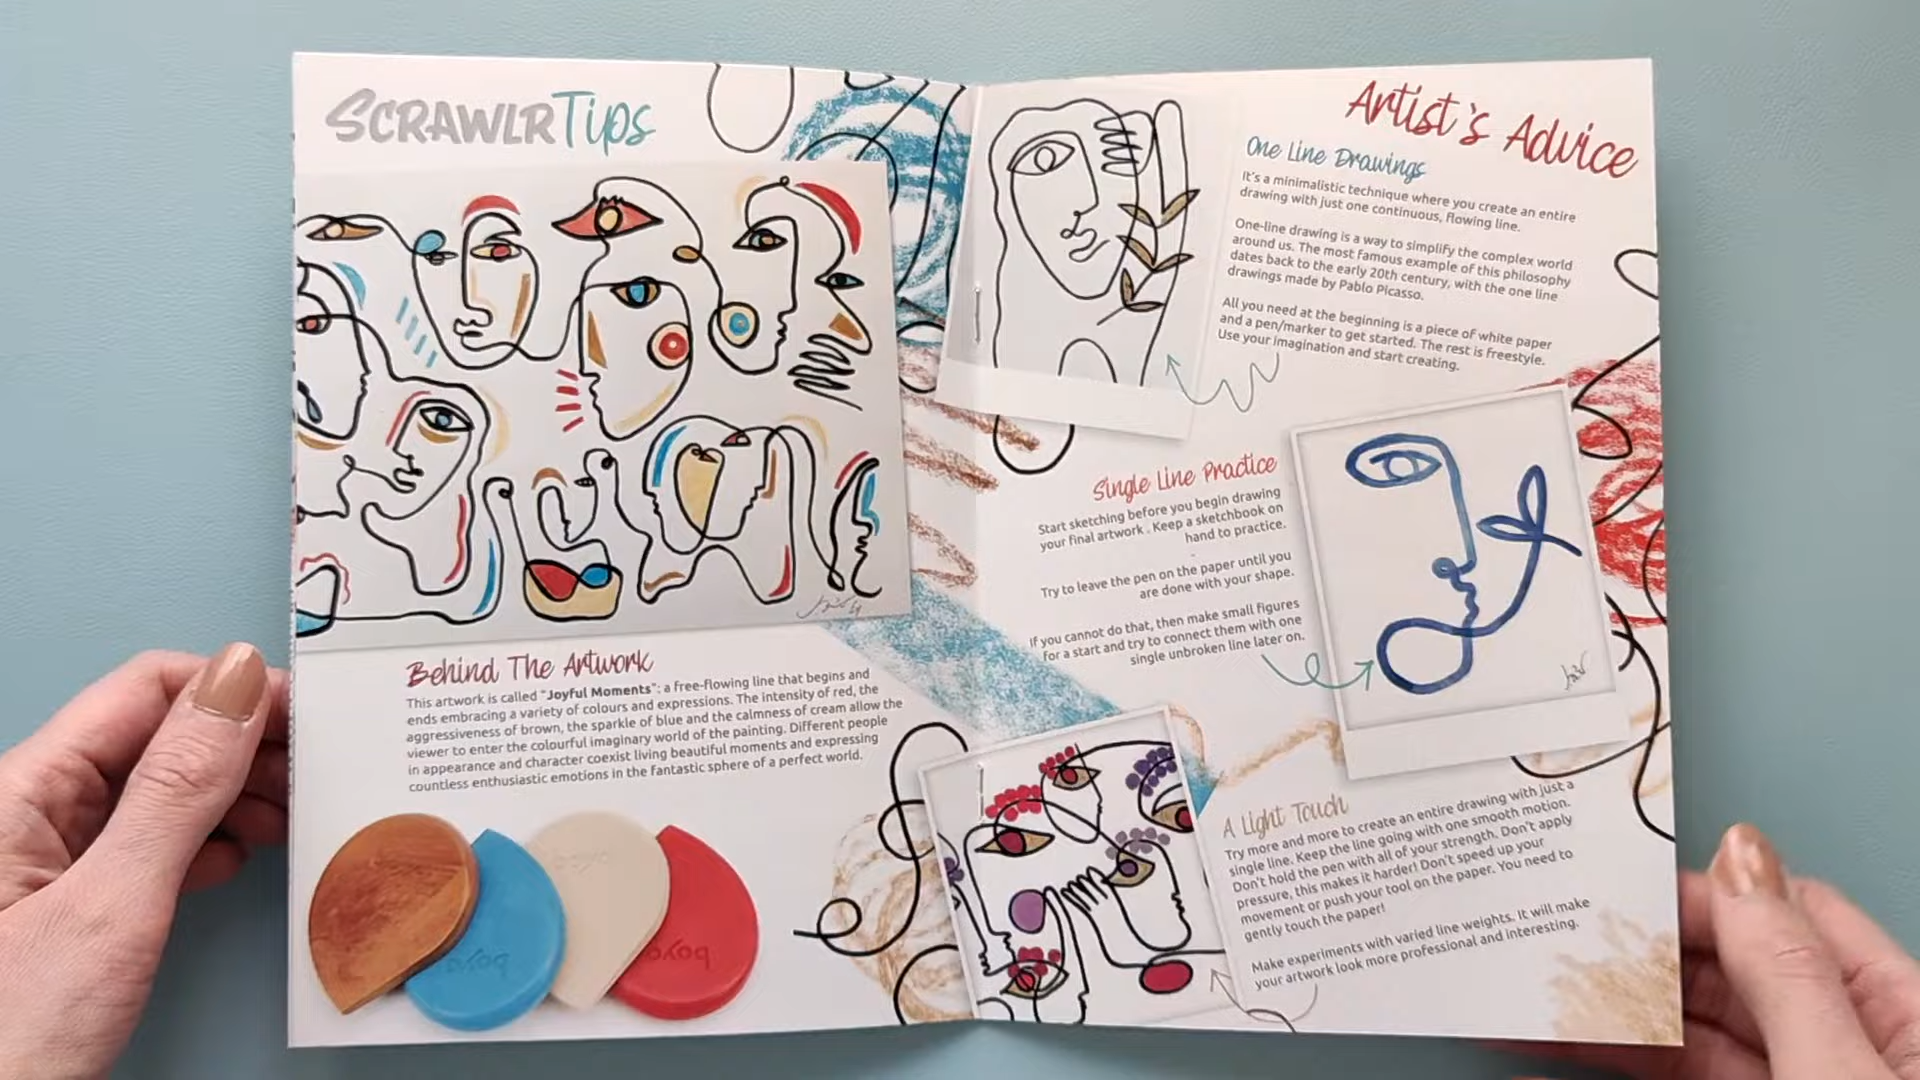 SCRAWLR Tips
Behind The Artwork
This artwork is called "Joyful Moments": a free-flowing line that begins and
ends embracing a variety of colours and expressions. The intensity of red, the
aggressiveness of brown, the sparkle of blue and the calmness of cream allow the
viewer to enter the colourful imaginary world of the painting. Different people
in appearance and character coexist living beautiful moments and expressing
countless enthusiastic emotions in the fantastic sphere of a perfect world.
Artist's Advice
One Line Drawings
It's a minimalistic technique where you create an entire
drawing with just one continuous, flowing line.
One-line drawing is a way to simplify the complex world
around us. The most famous example of this philosophy
dates back to the early 20th century, with the one line
drawings made by Pablo Picasso.
All you need at the beginning is a piece of white paper
and a pen/marker to get started. The rest is freestyle.
Use your imagination and start creating.
Single Line Practice
Start sketching before you begin drawing
your final artwork . Keep a sketchbook on
hand to practice.
Try to leave the pen on the paper until you
are done with your shape.
If you cannot do that, then make small figures
for a start and try to connect them with one
single unbroken line later on.
A Light Touch
Try more and more to create an entire drawing with just a
single line. Keep the line going with one smooth motion.
Don't hold the pen with all of your strength. Don't apply
pressure, this makes it harder! Don't speed up your
movement or push your tool on the paper. You need to
gently touch the paper!
Make experiments with varied line weights. It will make
your artwork look more professional and interesting.